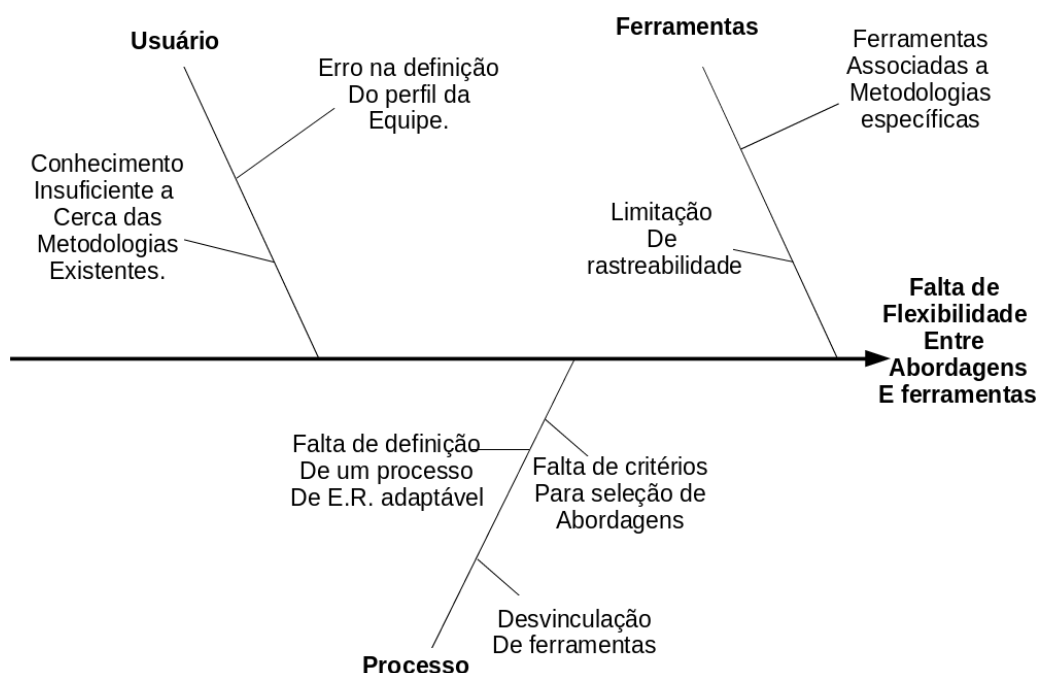 Usuário
Erro na definição
Do perfil da
Equipe.
Conhecimento
Insuficiente a
Cerca das
Metodologias
Existentes.
Ferramentas
Ferramentas
Associadas a
Metodologias
específicas
Limitação
De
rastreabilidade
Falta de
Flexibilidade
Entre
Abordagens
E ferramentas
Falta de definição
De um processo
De E.R. adaptável
Falta de critérios
Para seleção de
Abordagens
Desvinculação
De ferramentas
Processo